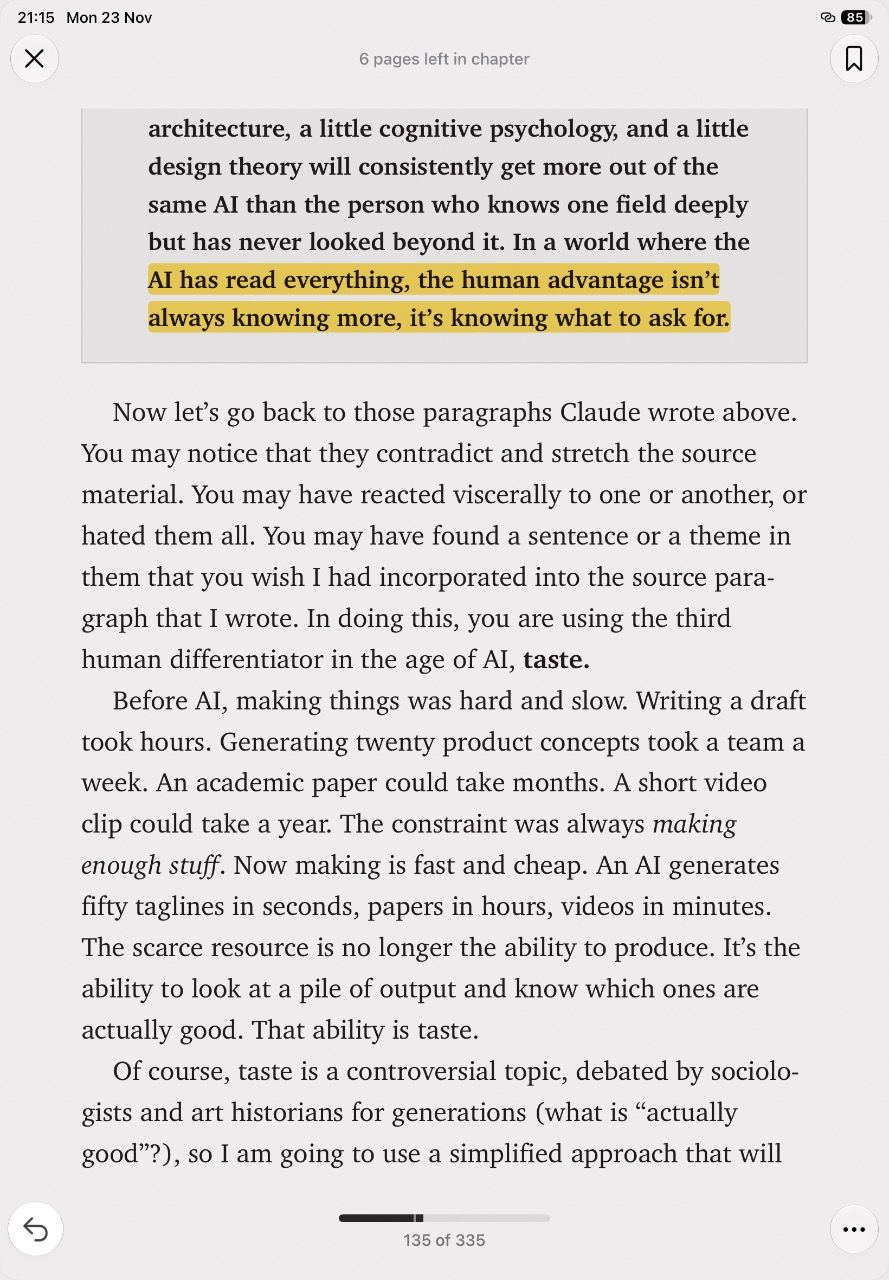 21:15 Mon 23 Nov
85
6 pages left in chapter
architecture, a little cognitive psychology, and a little
design theory will consistently get more out of the
same AI than the person who knows one field deeply
but has never looked beyond it. In a world where the
AI has read everything, the human advantage isn’t
always knowing more, it’s knowing what to ask for.
Now let’s go back to those paragraphs Claude wrote above.
You may notice that they contradict and stretch the source
material. You may have reacted viscerally to one or another, or
hated them all. You may have found a sentence or a theme in
them that you wish I had incorporated into the source para-
graph that I wrote. In doing this, you are using the third
human differentiator in the age of AI, taste.
Before AI, making things was hard and slow. Writing a draft
took hours. Generating twenty product concepts took a team a
week. An academic paper could take months. A short video
clip could take a year. The constraint was always making
enough stuff. Now making is fast and cheap. An AI generates
fifty taglines in seconds, papers in hours, videos in minutes.
The scarce resource is no longer the ability to produce. It’s the
ability to look at a pile of output and know which ones are
actually good. That ability is taste.
Of course, taste is a controversial topic, debated by sociolo-
gists and art historians for generations (what is “actually
good”?), so I am going to use a simplified approach that will
135 of 335